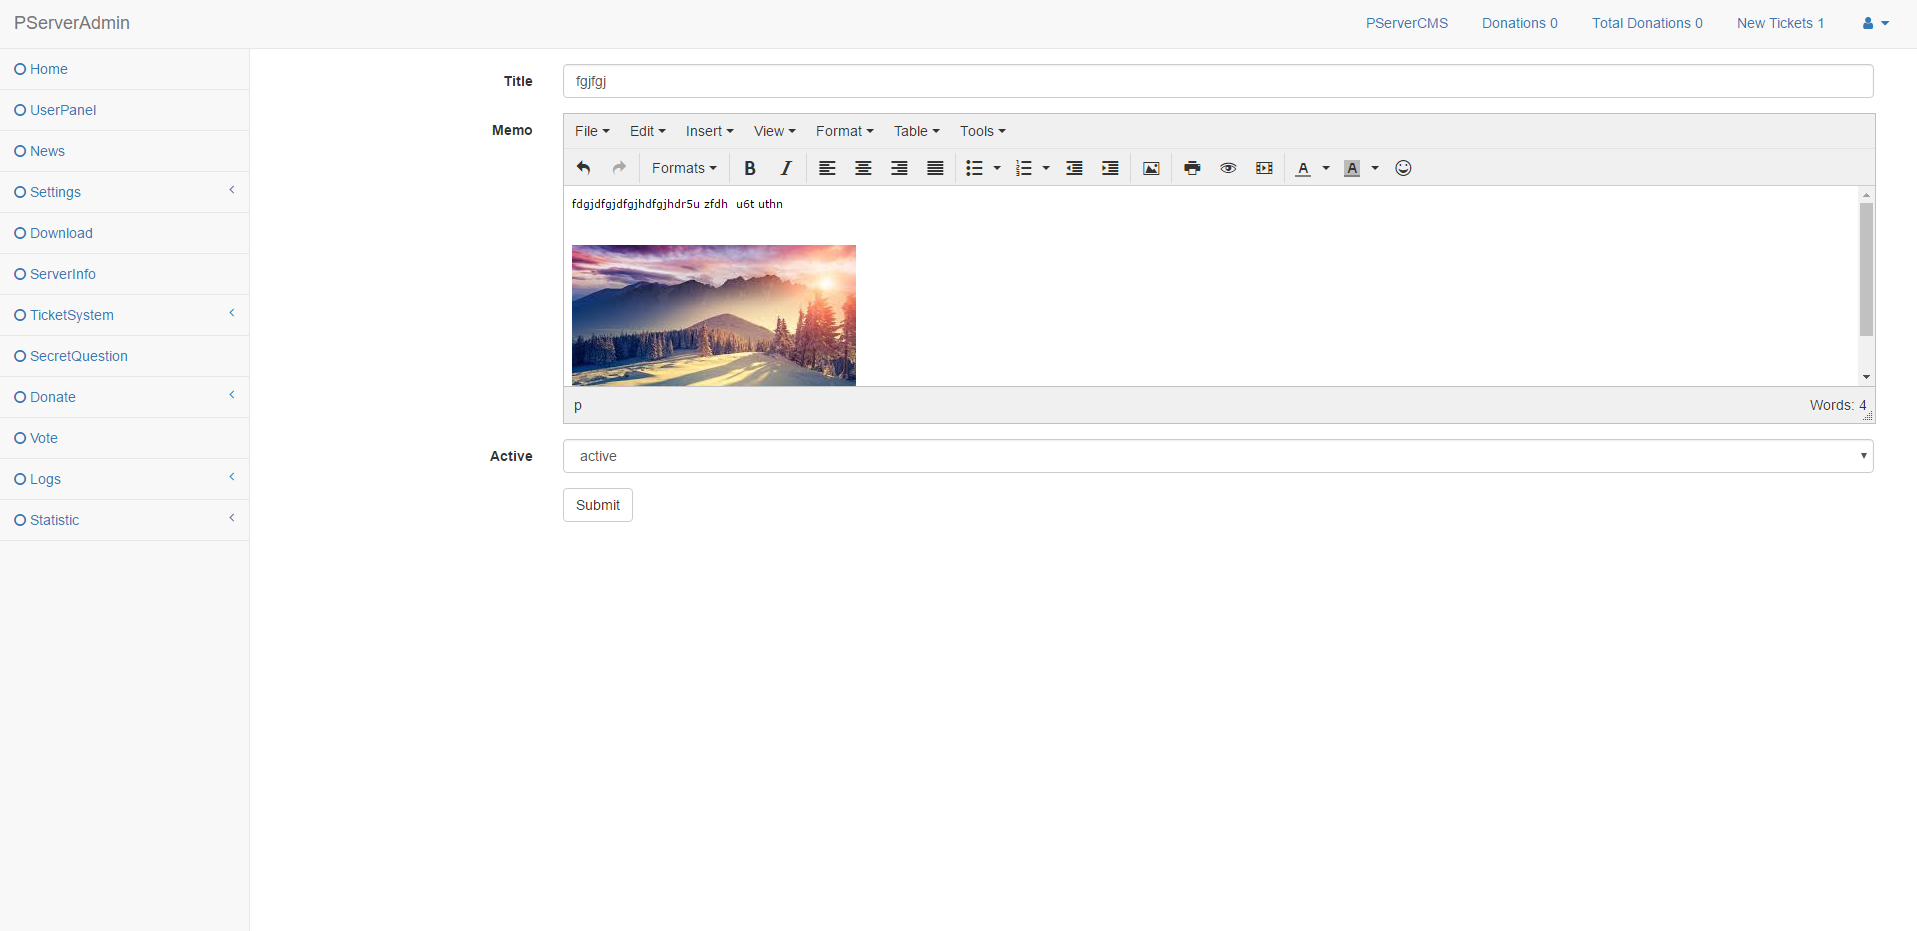 PServerAdmin
PServerCMS Donations 0 Total Donations 0 New Tickets 1
Home
UserPanel
News
Settings
Download
ServerInfo
TicketSystem
SecretQuestion
Donate
Vote
Logs
Statistic
Title
fgjfgj
Memo
File Edit Insert View Format Table Tools
Formats B I A A
fdgjdfgjdfgjhdfgjhdr5u zfdh u6t uthn
p
Words: 4
Active
active
Submit